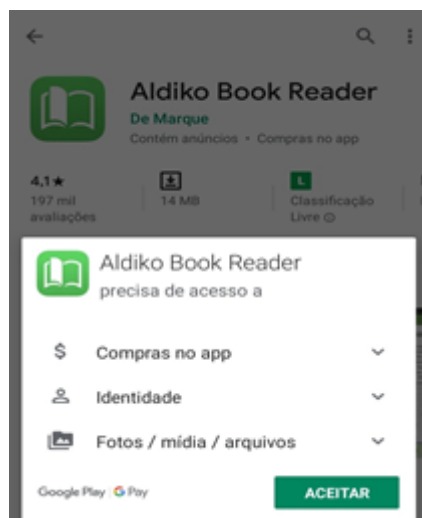 Aldiko Book Reader
De Marque
Contém anúncios • Compras no app
4,1★
197 mil
avaliações
14 MB
L
Classificação
Livre
Aldiko Book Reader
precisa de acesso a
$ Compras no app
Identidade
Fotos / mídia / arquivos
Google Play G Pay
ACEITAR